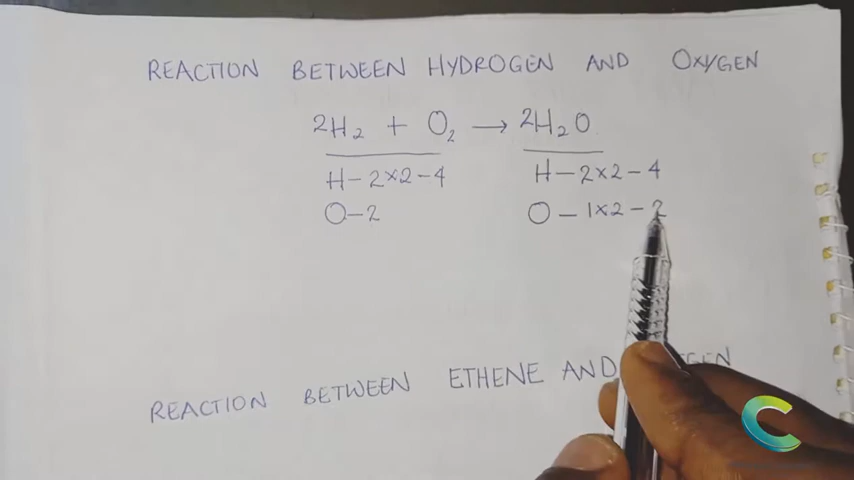 REACTION BETWEEN HYDROGEN AND OXYGEN
2H₂ + O₂ → 2H₂O
H-2×2-4 H-2×2-4
O-2 O-1×2-2
REACTION BETWEEN ETHENE AND